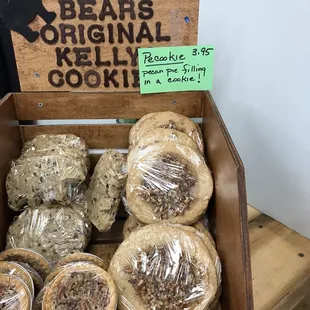 BEARS
ORIGINAL
KELLY
COOKIE
Pecookie 3.95
pecan pie filling
in a cookie!